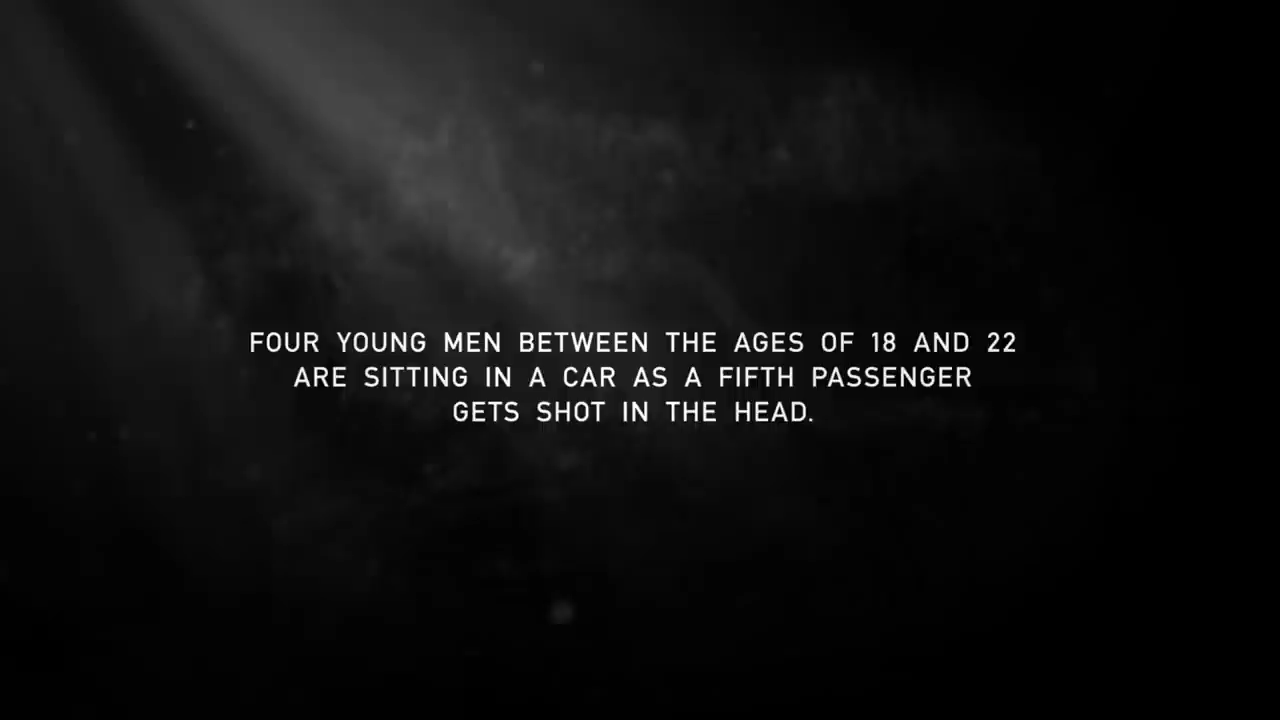 FOUR YOUNG MEN BETWEEN THE AGES OF 18 AND 22
ARE SITTING IN A CAR AS A FIFTH PASSENGER
GETS SHOT IN THE HEAD.